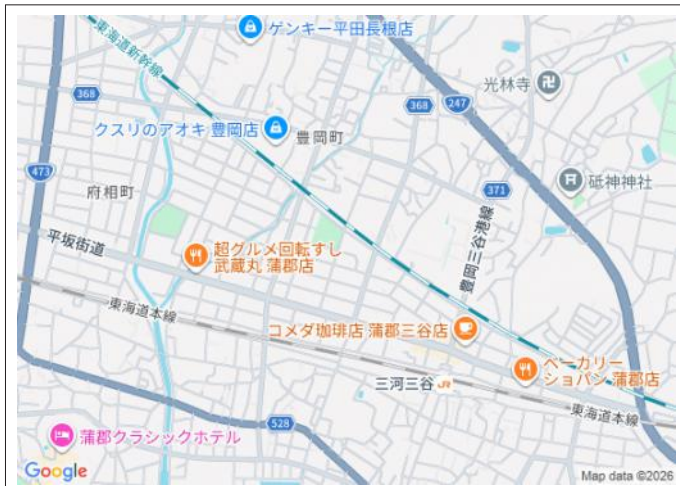 ゲンキー平田長根店
東海道新幹線
光林寺
368
368
247
クスリのアオキ 豊岡店
豊岡町
473
371
砥神神社
府相町
豊岡三谷港線
平坂街道
超グルメ回転すし
武蔵丸 蒲郡店
東海道本線
コメダ珈琲店 蒲郡三谷店
ベーカリー
ショパン 蒲郡店
三河三谷
JR
東海道本線
528
蒲郡クラシックホテル
Google
Map data ©2026